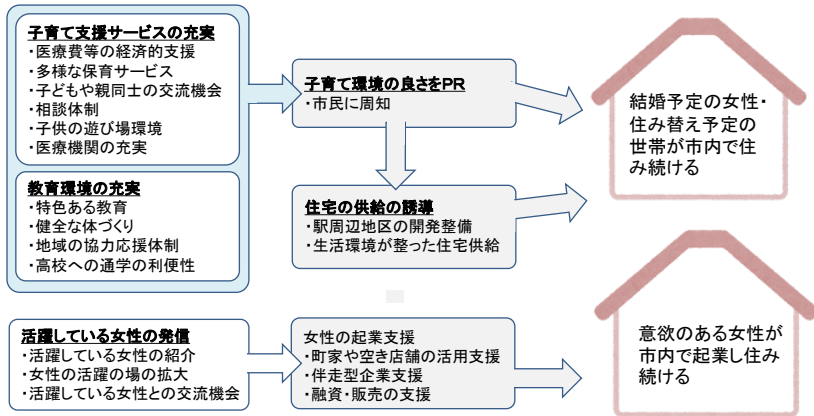 子育て支援サービスの充実
・医療費等の経済的支援
・多様な保育サービス
・子どもや親同士の交流機会
・相談体制
・子供の遊び場環境
・医療機関の充実
教育環境の充実
・特色ある教育
・健全な体づくり
・地域の協力応援体制
・高校への通学の利便性
子育て環境の良さをPR
・市民に周知
住宅の供給の誘導
・駅周辺地区の開発整備
・生活環境が整った住宅供給
結婚予定の女性・
住み替え予定の
世帯が市内で住
み続ける
活躍している女性の発信
・活躍している女性の紹介
・女性の活躍の場の拡大
・活躍している女性との交流機会
女性の起業支援
・町家や空き店舗の活用支援
・伴走型企業支援
・融資・販売の支援
意欲のある女性が
市内で起業し住み
続ける